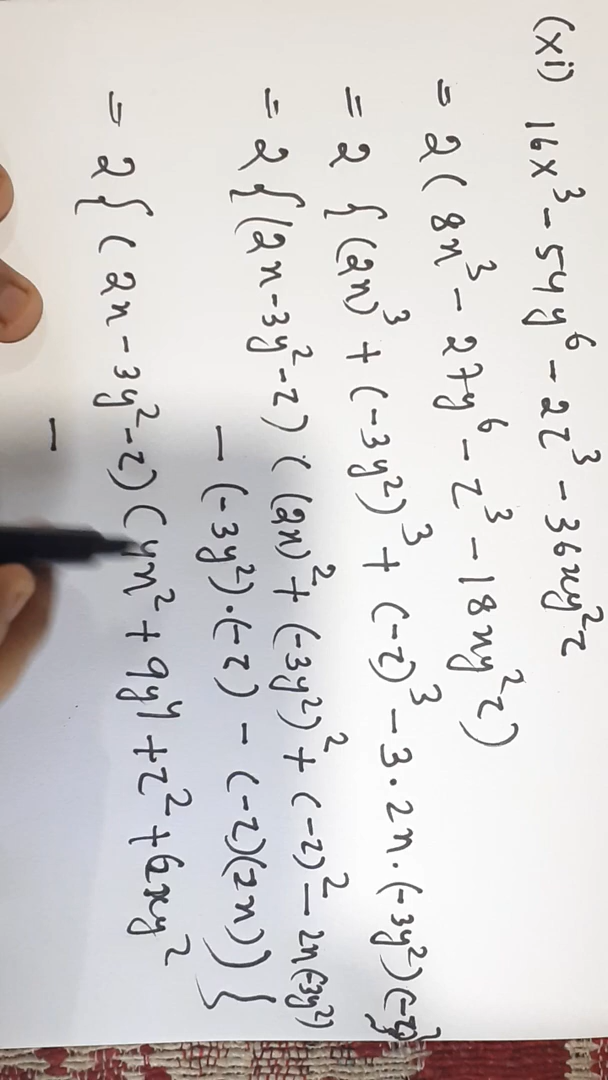 (xi) 16x³ - 54y⁶ - 2z³ - 36xy²z
= 2(8x³ - 27y⁶ - z³ - 18xy²z)
= 2{(2x)³ + (-3y²)³ + (-z)³ - 3·2x·(-3y²)(-z)}
= 2{(2x-3y²-z)((2x)² + (-3y²)² + (-z)² - 2x(-3y²)
- (-3y²)·(-z) - (-z)(2x))}
= 2{(2x-3y²-z)(4x² + 9y⁴ + z² + 6xy²
-